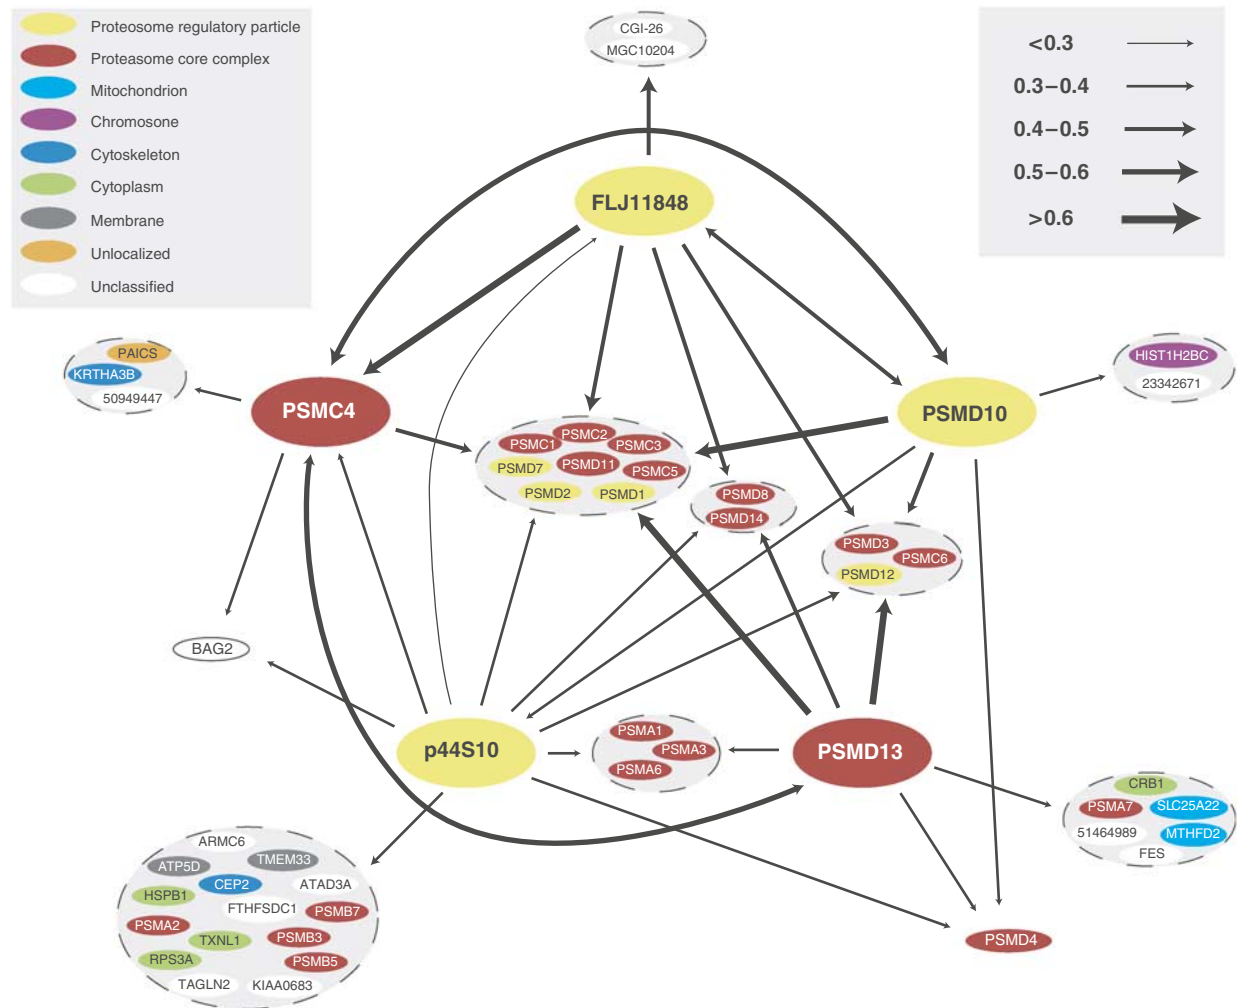 Proteosome regulatory particle
Proteasome core complex
Mitochondrion
Chromosone
Cytoskeleton
Cytoplasm
Membrane
Unlocalized
Unclassified
CGI-26
MGC10204
<0.3
0.3–0.4
0.4–0.5
0.5–0.6
>0.6
FLJ11848
PAICS
KRTHA3B
50949447
PSMC4
PSMD10
HIST1H2BC
23342671
PSMC1
PSMC2
PSMC3
PSMD7
PSMD11
PSMC5
PSMD2
PSMD1
PSMD8
PSMD14
PSMD3
PSMC6
PSMD12
BAG2
p44S10
PSMA1
PSMA3
PSMA6
PSMD13
CRB1
PSMA7
SLC25A22
51464989
MTHFD2
FES
ARMC6
ATP5D
TMEM33
CEP2
ATAD3A
HSPB1
FTHFSDC1
PSMB7
PSMA2
TXNL1
PSMB3
RPS3A
PSMB5
TAGLN2
KIAA0683
PSMD4